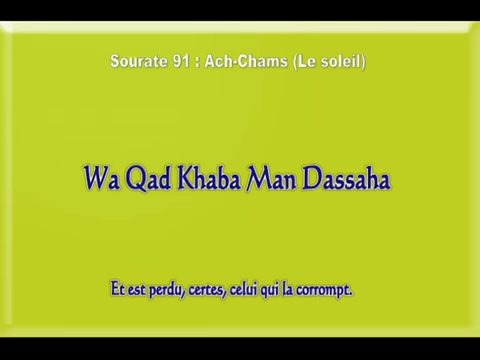 Sourate 91 : Ach-Chams (Le soleil)
Wa Qad Khaba Man Dassaha
Et est perdu, certes, celui qui la corrompt.